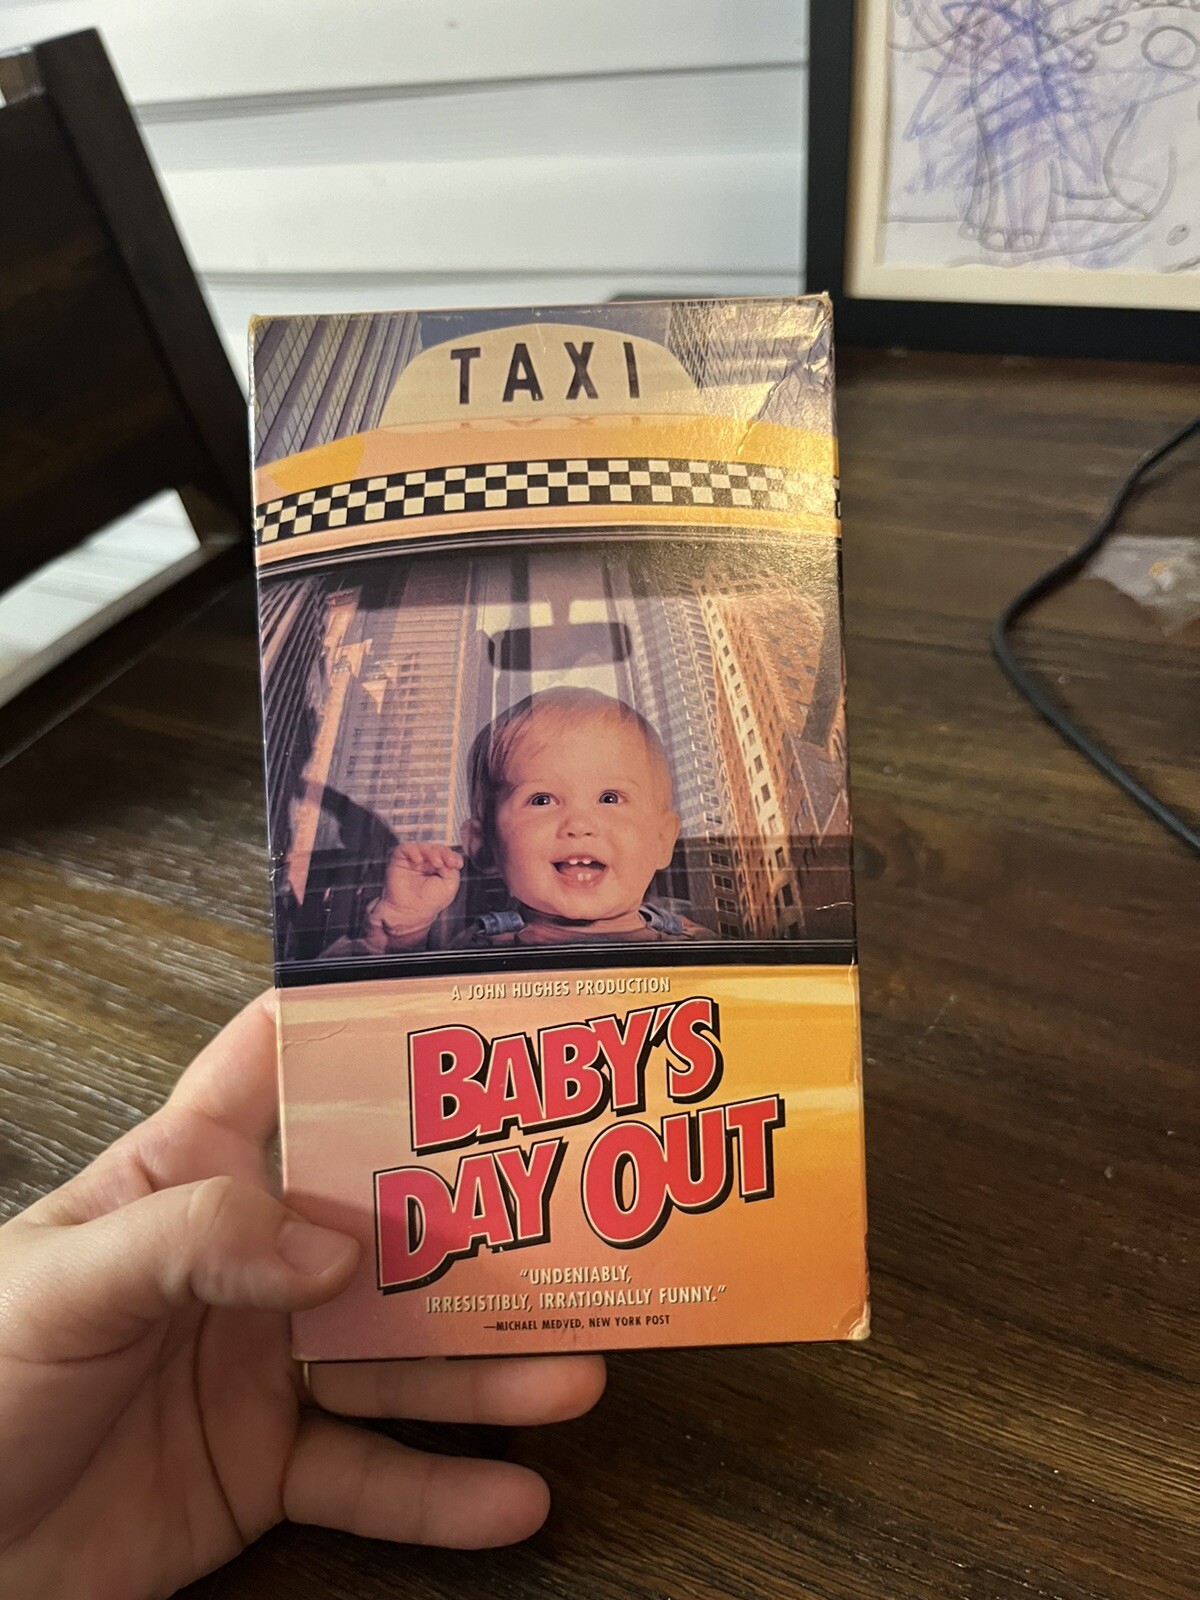 TAXI
A JOHN HUGHES PRODUCTION
BABY'S
DAY OUT
"UNDENIABLY,
IRRESISTIBLY, IRRATIONALLY FUNNY."
—MICHAEL MEDVED, NEW YORK POST